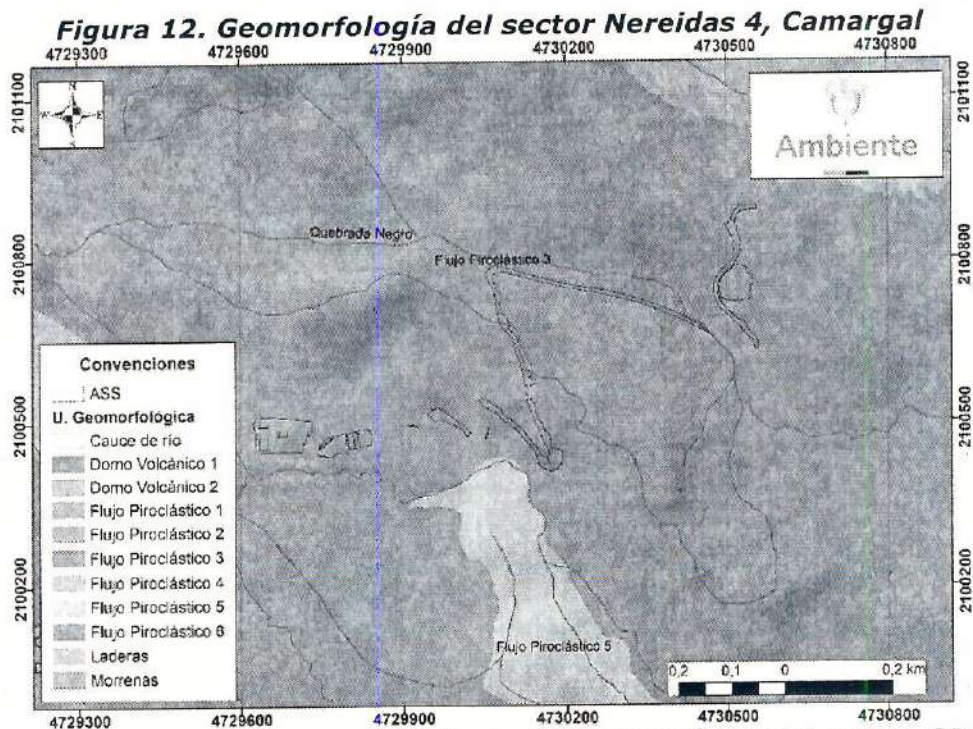 Figura 12. Geomorfología del sector Nereidas 4, Camargal
4729300 4729600 4729900 4730200 4730500 4730800
2101100 2101100
N
W E
S
Ambiente
Quebrada Negro
Flujo Piroclástico 3
2100800 2100800
Convenciones
ASS
U. Geomorfológica
Cauce de río
Domo Volcánico 1
Domo Volcánico 2
Flujo Piroclástico 1
Flujo Piroclástico 2
Flujo Piroclástico 3
Flujo Piroclástico 4
Flujo Piroclástico 5
Flujo Piroclástico 6
Laderas
Morrenas
2100500 2100500
2100200 2100200
Flujo Piroclástico 5
0,2 0,1 0 0,2 km
4729300 4729600 4729900 4730200 4730500 4730800